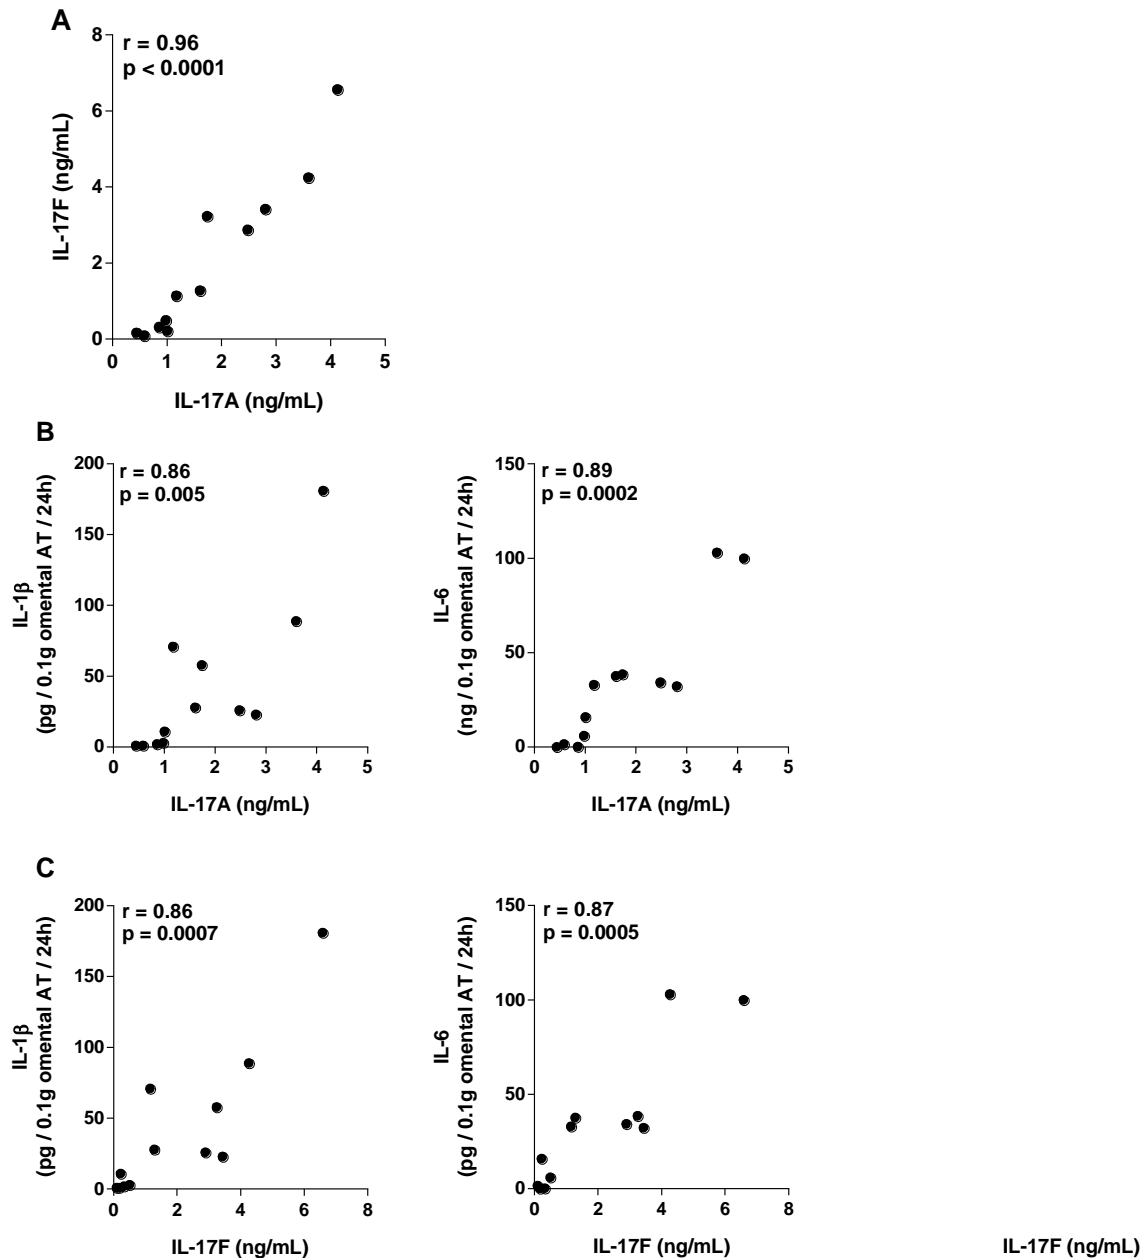 A
r = 0.96
p < 0.0001
IL-17F (ng/mL)
8
6
4
2
0
0 1 2 3 4 5
IL-17A (ng/mL)
B
r = 0.86
p = 0.005
IL-1β
(pg / 0.1g omental AT / 24h)
200
150
100
50
0
0 1 2 3 4 5
IL-17A (ng/mL)
r = 0.89
p = 0.0002
IL-6
(ng / 0.1g omental AT / 24h)
150
100
50
0
0 1 2 3 4 5
IL-17A (ng/mL)
C
r = 0.86
p = 0.0007
IL-1β
(pg / 0.1g omental AT / 24h)
200
150
100
50
0
0 2 4 6 8
IL-17F (ng/mL)
r = 0.87
p = 0.0005
IL-6
(pg / 0.1g omental AT / 24h)
150
100
50
0
0 2 4 6 8
IL-17F (ng/mL)
IL-17F (ng/mL)